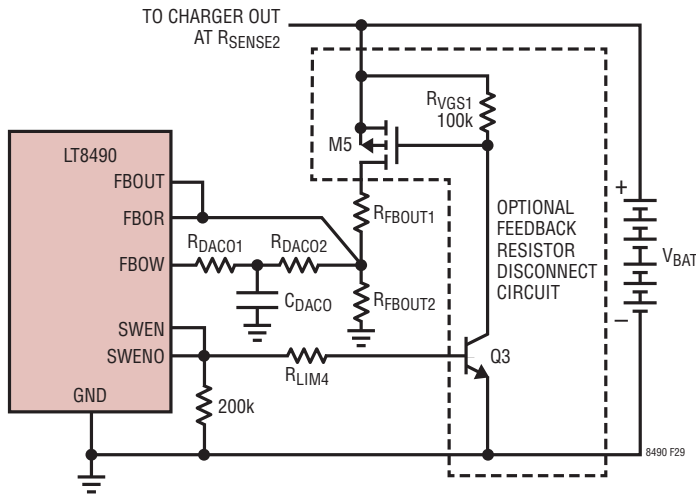 TO CHARGER OUT
AT RSENSE2
RVGS1
100k
M5
LT8490
FBOUT
FBOR
FBOW
RDACO1
RDACO2
CDACO
RFBOUT1
RFBOUT2
OPTIONAL
FEEDBACK
RESISTOR
DISCONNECT
CIRCUIT
+
VBAT
–
SWEN
SWENO
RLIM4
Q3
200k
GND
8490 F29